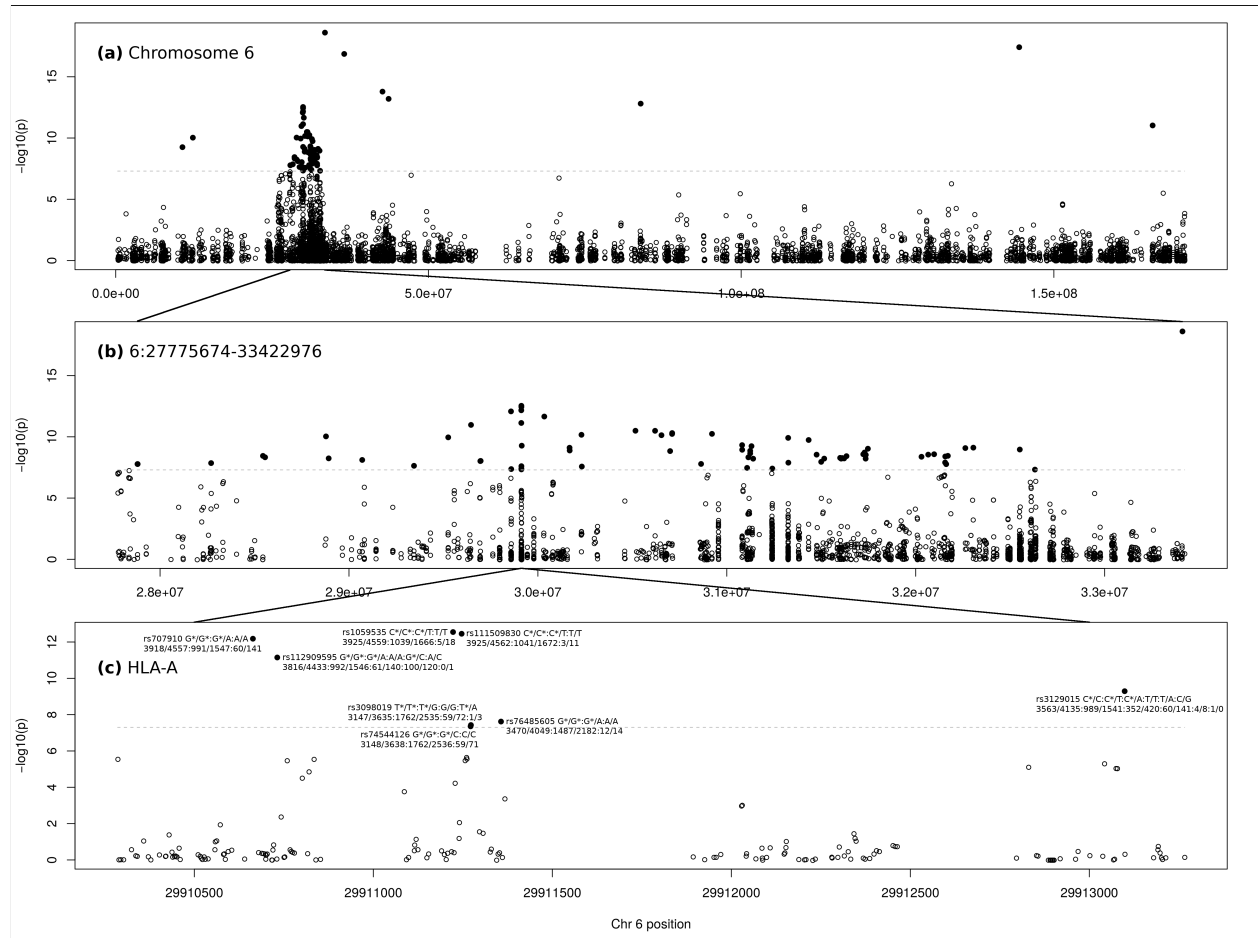 (a) Chromosome 6
−log10(p)
15
10
5
0
0.0e+00
5.0e+07
1.0e+08
1.5e+08
(b) 6:27775674-33422976
−log10(p)
15
10
5
0
2.8e+07
2.9e+07
3.0e+07
3.1e+07
3.2e+07
3.3e+07
rs707910 G*/G*:G*/A:A/A
3918/4557:991/1547:60/141
rs1059535 C*/C*:C*/T:T/T
3925/4559:1039/1666:5/18
rs111509830 C*/C*:C*/T:T/T
3925/4562:1041/1672:3/11
rs112909595 G*/G*:G*/A:A/A:G*/C:A/C
3816/4433:992/1546:61/140:100/120:0/1
(c) HLA-A
rs3129015 C*/C:C*/T:C*/A:T/T:T/A:C/G
3563/4135:989/1541:352/420:60/141:4/8:1/0
rs3098019 T*/T*:T*/G:G/G:T*/A
3147/3635:1762/2535:59/72:1/3
rs76485605 G*/G*:G*/A:A/A
3470/4049:1487/2182:12/14
rs74544126 G*/G*:G*/C:C/C
3148/3638:1762/2536:59/71
−log10(p)
12
10
8
6
4
2
0
29910500
29911000
29911500
29912000
29912500
29913000
Chr 6 position